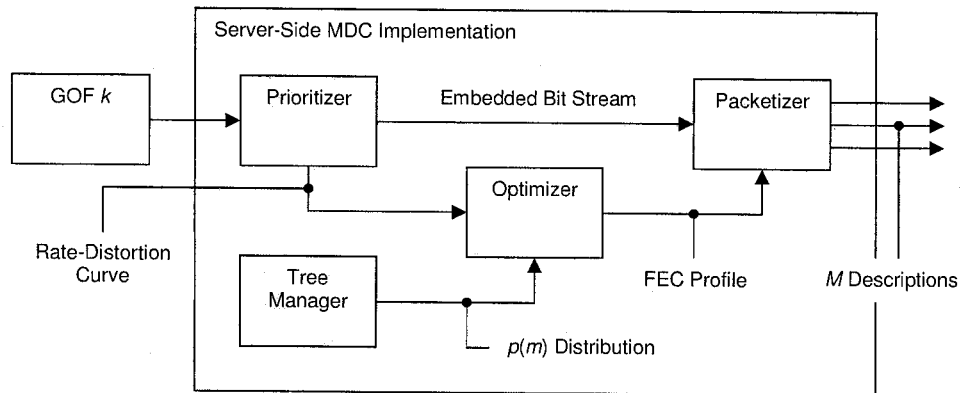 Server-Side MDC Implementation
GOF k
Prioritizer
Embedded Bit Stream
Packetizer
Optimizer
Rate-Distortion
Curve
Tree
Manager
FEC Profile
M Descriptions
p(m) Distribution